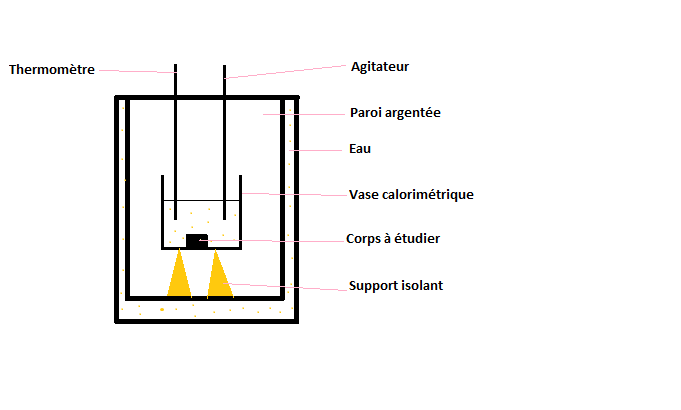 Thermomètre
Agitateur
Paroi argentée
Eau
Vase calorimétrique
Corps à étudier
Support isolant